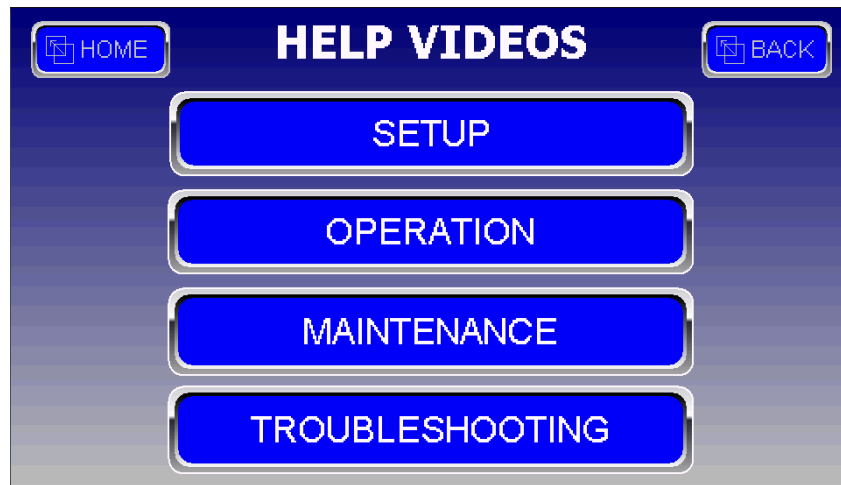 HOME
HELP VIDEOS
BACK
SETUP
OPERATION
MAINTENANCE
TROUBLESHOOTING